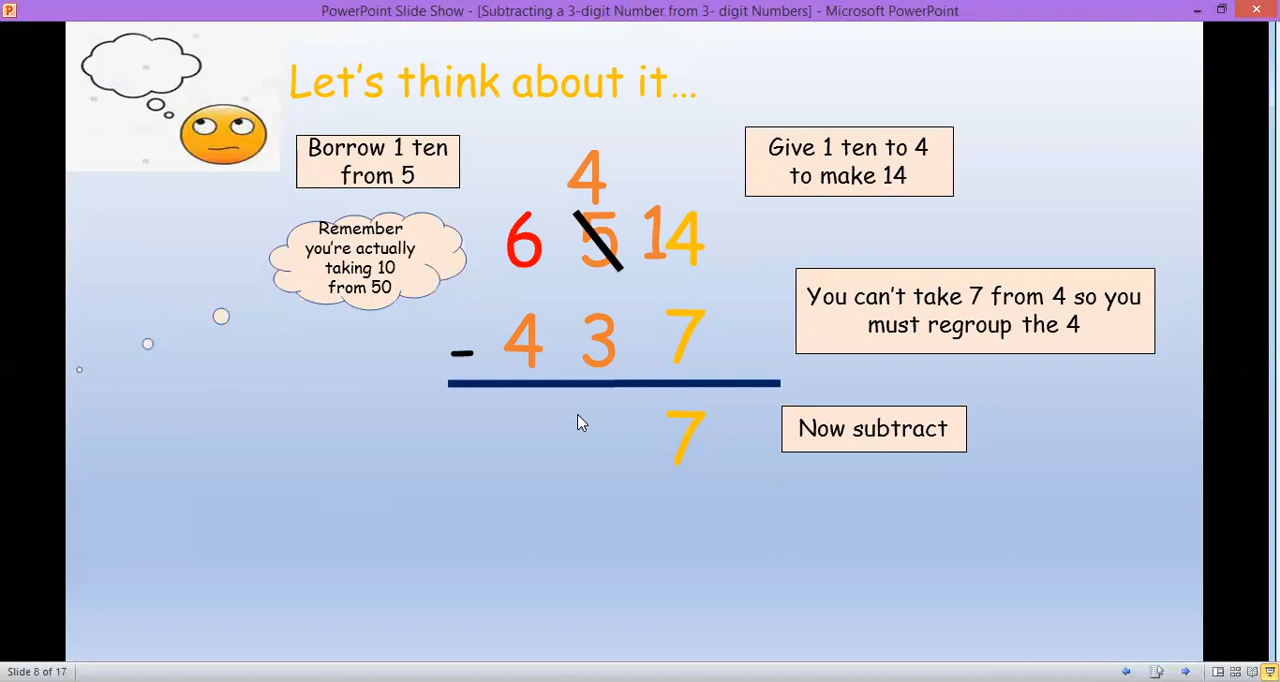 PowerPoint Slide Show - [Subtracting a 3-digit Number from 3- digit Numbers] - Microsoft PowerPoint
Let's think about it...
Borrow 1 ten
from 5
Give 1 ten to 4
to make 14
4
Remember
you're actually
taking 10
from 50
6 5 14
You can't take 7 from 4 so you
must regroup the 4
- 4 3 7
7
Now subtract
Slide 8 of 17